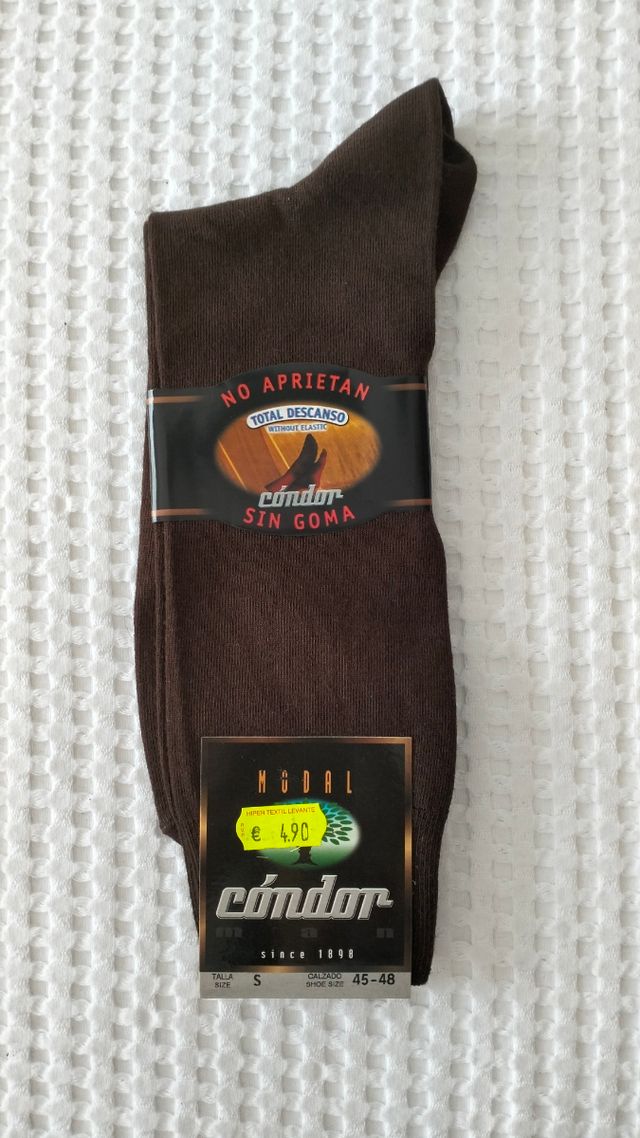 NO APRIETAN
TOTAL DESCANSO
WITHOUT ELASTIC
cóndor
SIN GOMA
MODAL
HIPER TEXTIL LEVANTE
€ 4.90
cóndor
man
since 1898
TALLA
SIZE
S
CALZADO
SHOE SIZE
45-48